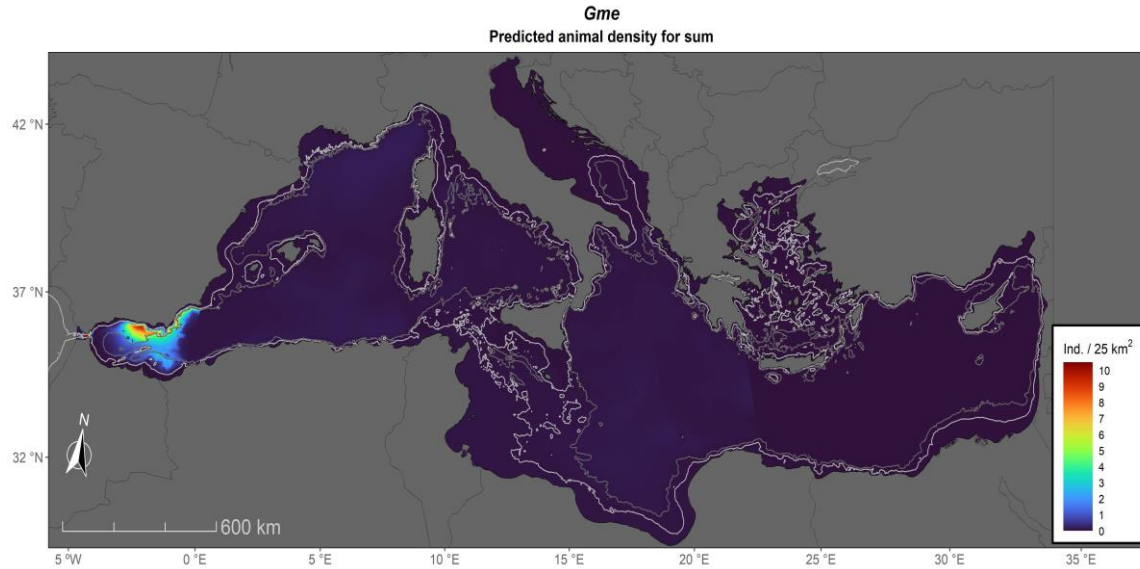 Gme
Predicted animal density for sum
42 °N
37 °N
32 °N
N
600 km
Ind. / 25 km²
10
9
8
7
6
5
4
3
2
1
0
5 °W
0 °E
5 °E
10 °E
15 °E
20 °E
25 °E
30 °E
35 °E